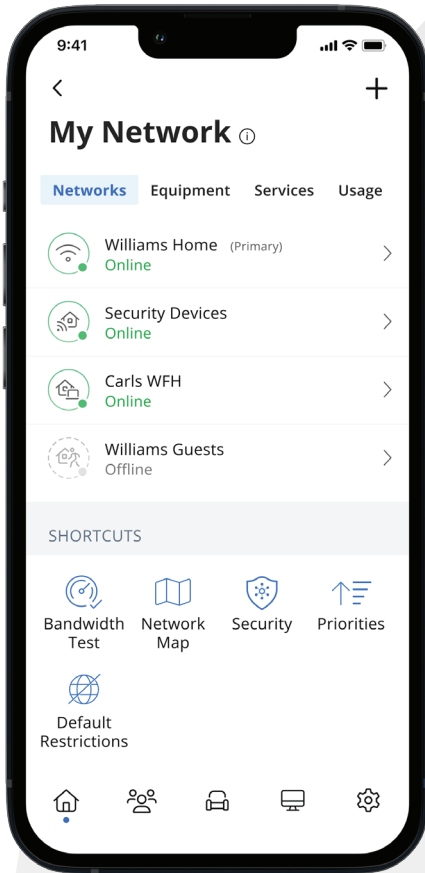 9:41
My Network
Networks Equipment Services Usage
Williams Home (Primary)
Online
Security Devices
Online
Carls WFH
Online
Williams Guests
Offline
SHORTCUTS
Bandwidth Test
Network Map
Security
Priorities
Default Restrictions